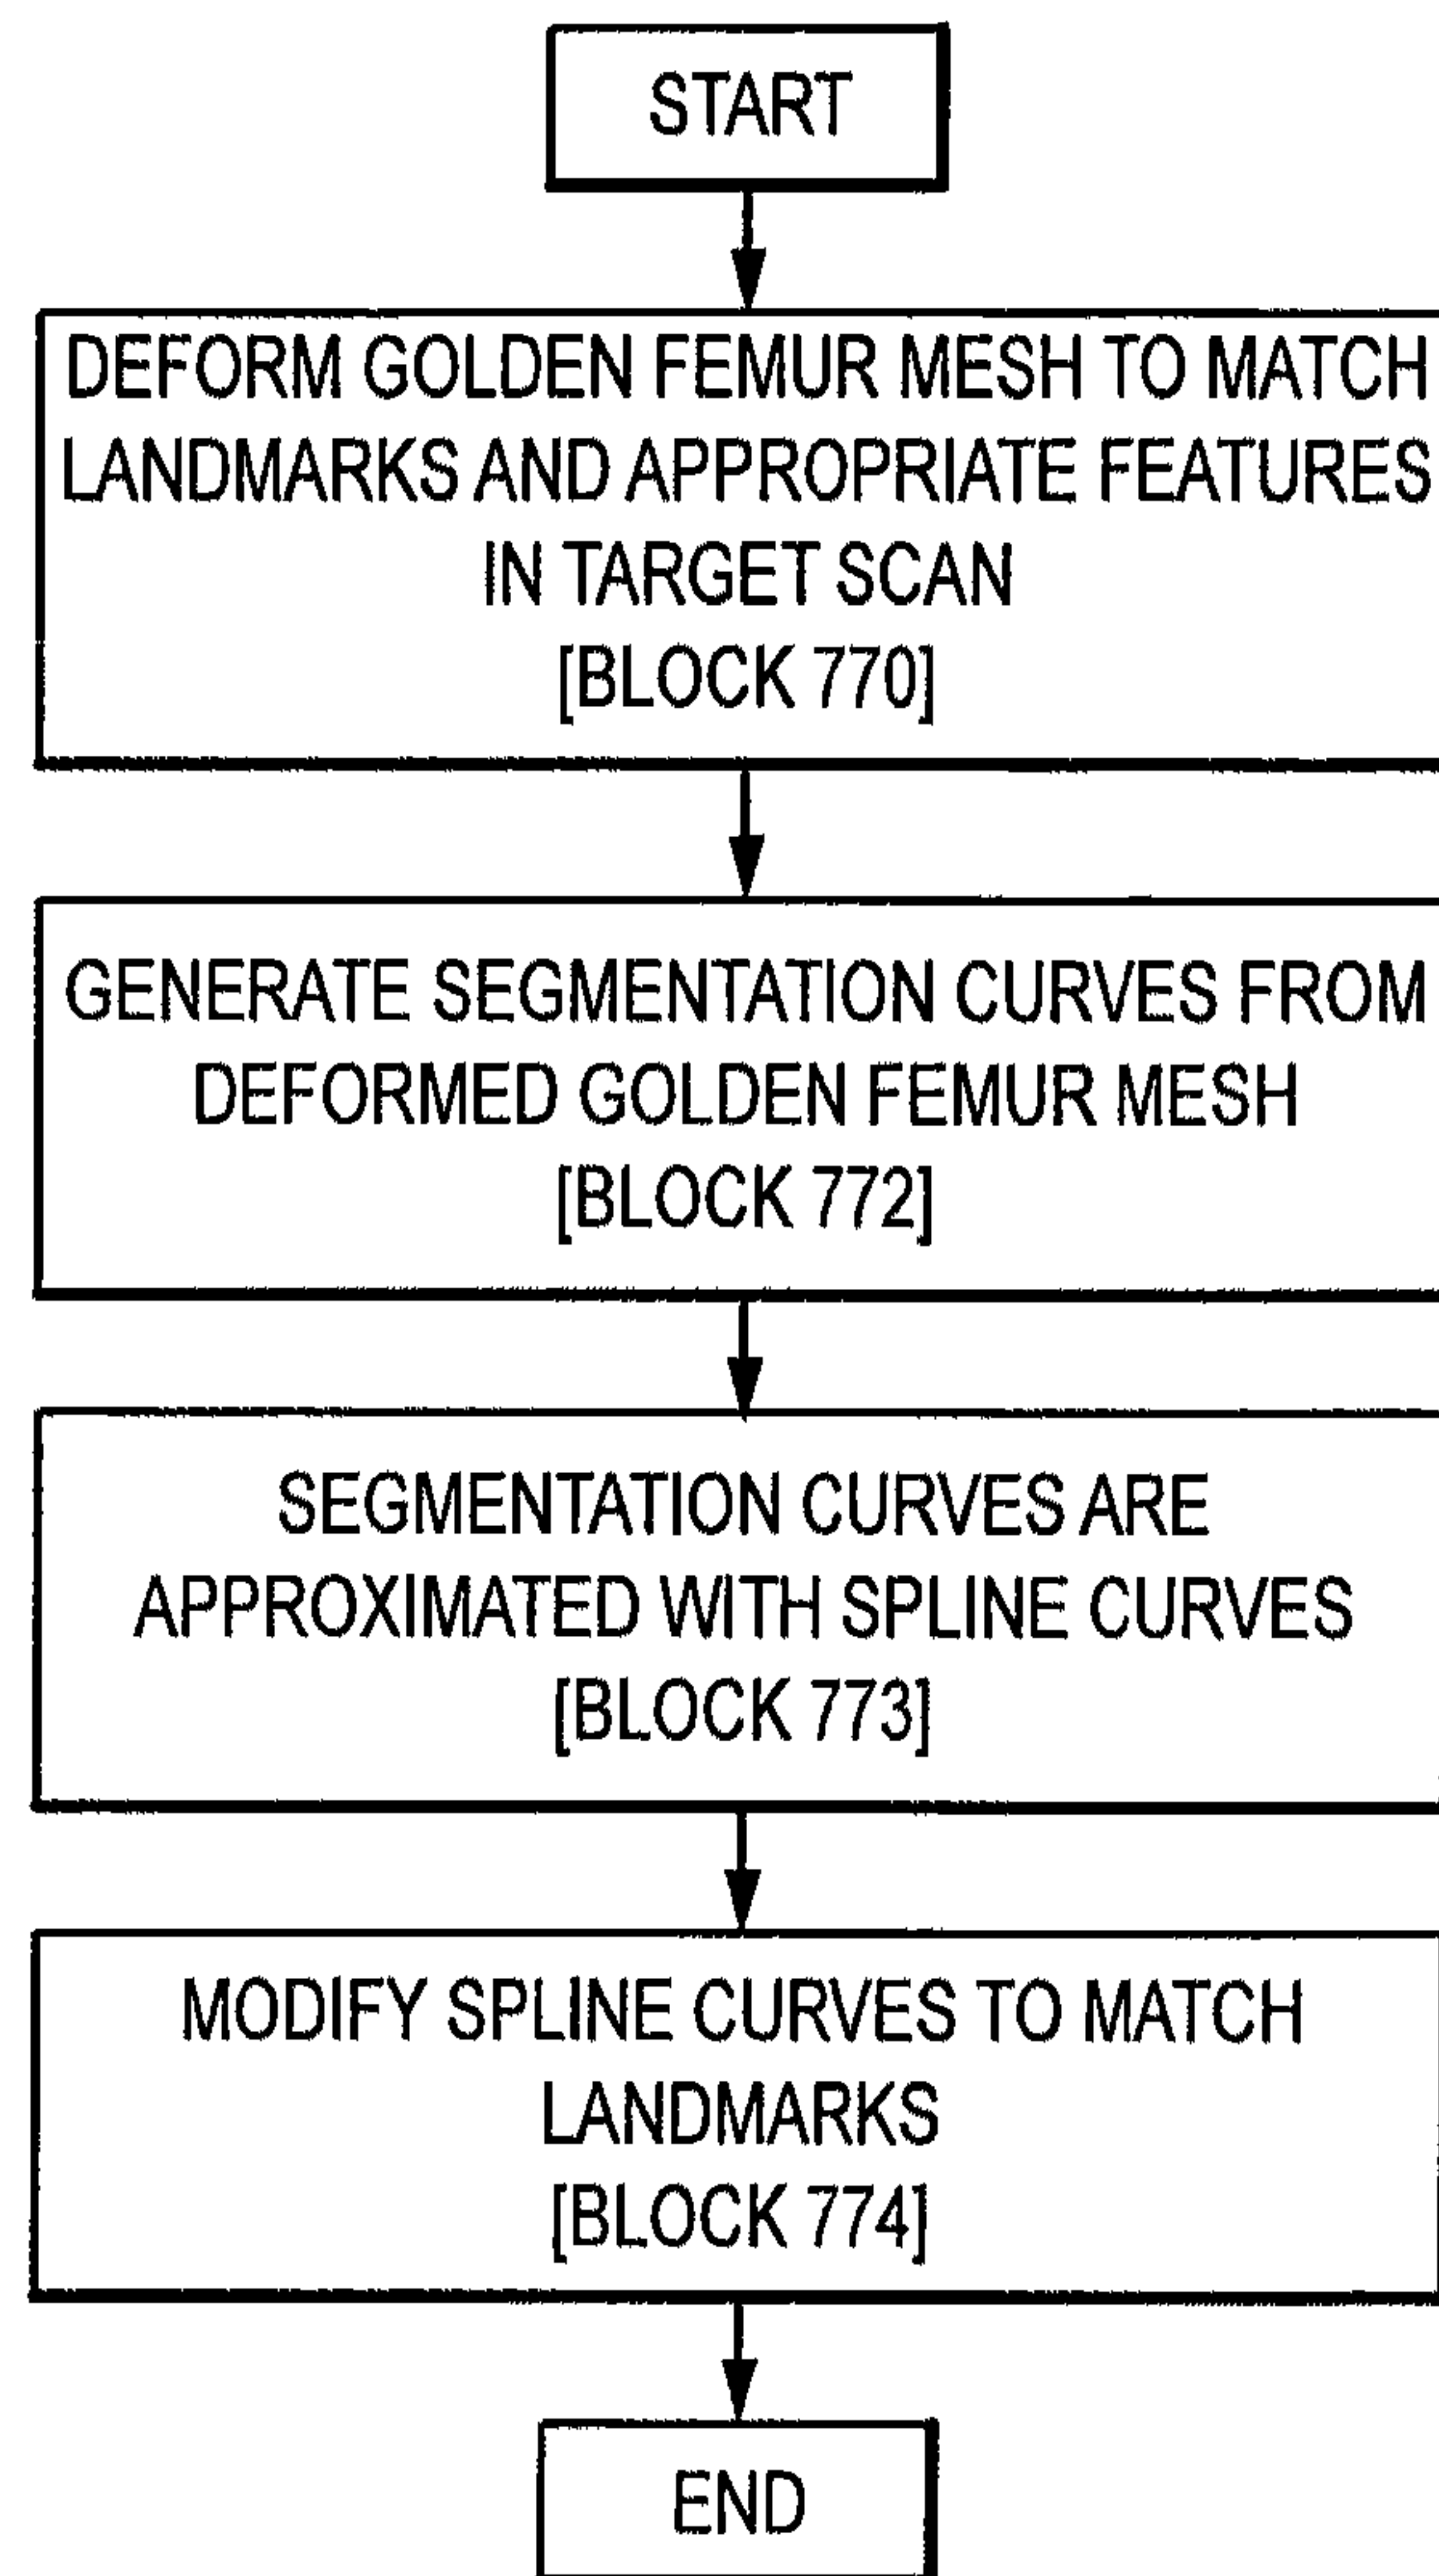 START
DEFORM GOLDEN FEMUR MESH TO MATCH
LANDMARKS AND APPROPRIATE FEATURES
IN TARGET SCAN
[BLOCK 770]
GENERATE SEGMENTATION CURVES FROM
DEFORMED GOLDEN FEMUR MESH
[BLOCK 772]
SEGMENTATION CURVES ARE
APPROXIMATED WITH SPLINE CURVES
[BLOCK 773]
MODIFY SPLINE CURVES TO MATCH
LANDMARKS
[BLOCK 774]
END